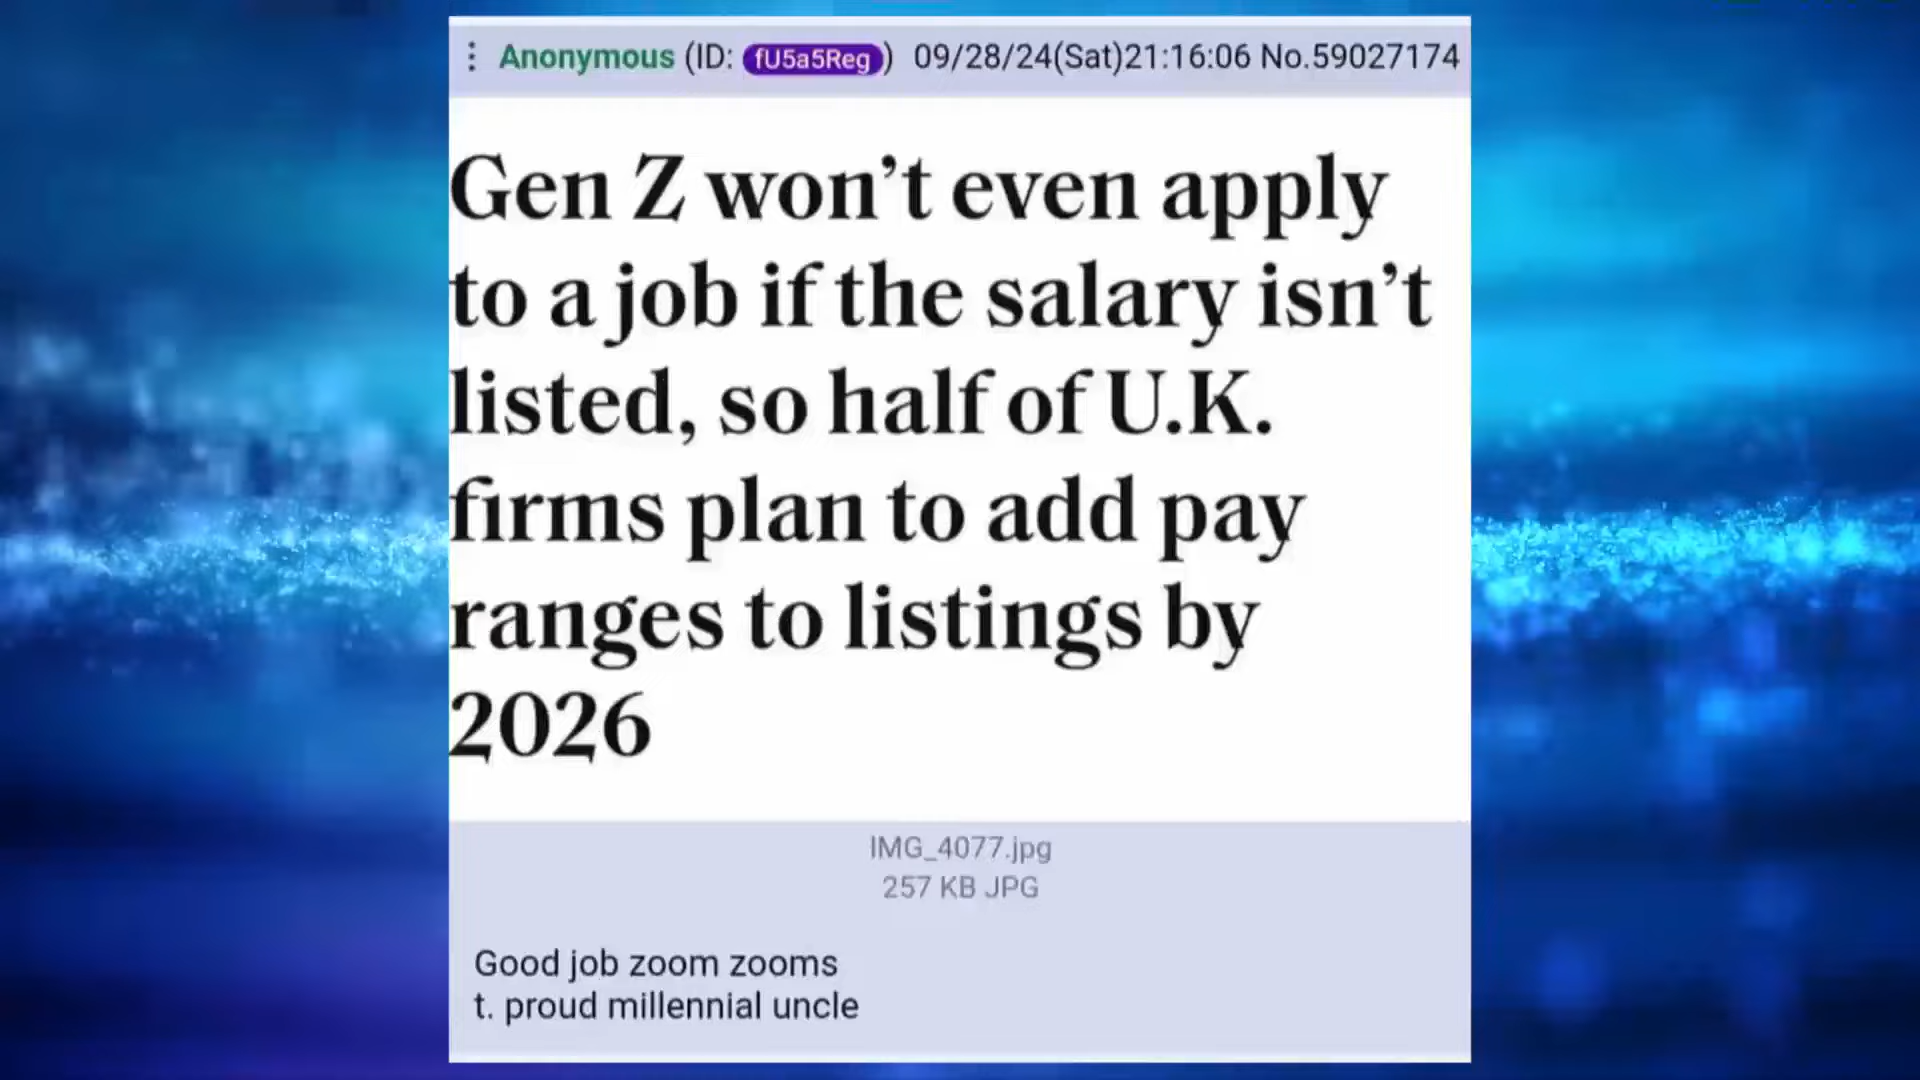 Anonymous (ID: fU5a5Reg) 09/28/24(Sat)21:16:06 No.59027174
Gen Z won’t even apply
to a job if the salary isn’t
listed, so half of U.K.
firms plan to add pay
ranges to listings by
2026
IMG_4077.jpg
257 KB JPG
Good job zoom zooms
t. proud millennial uncle